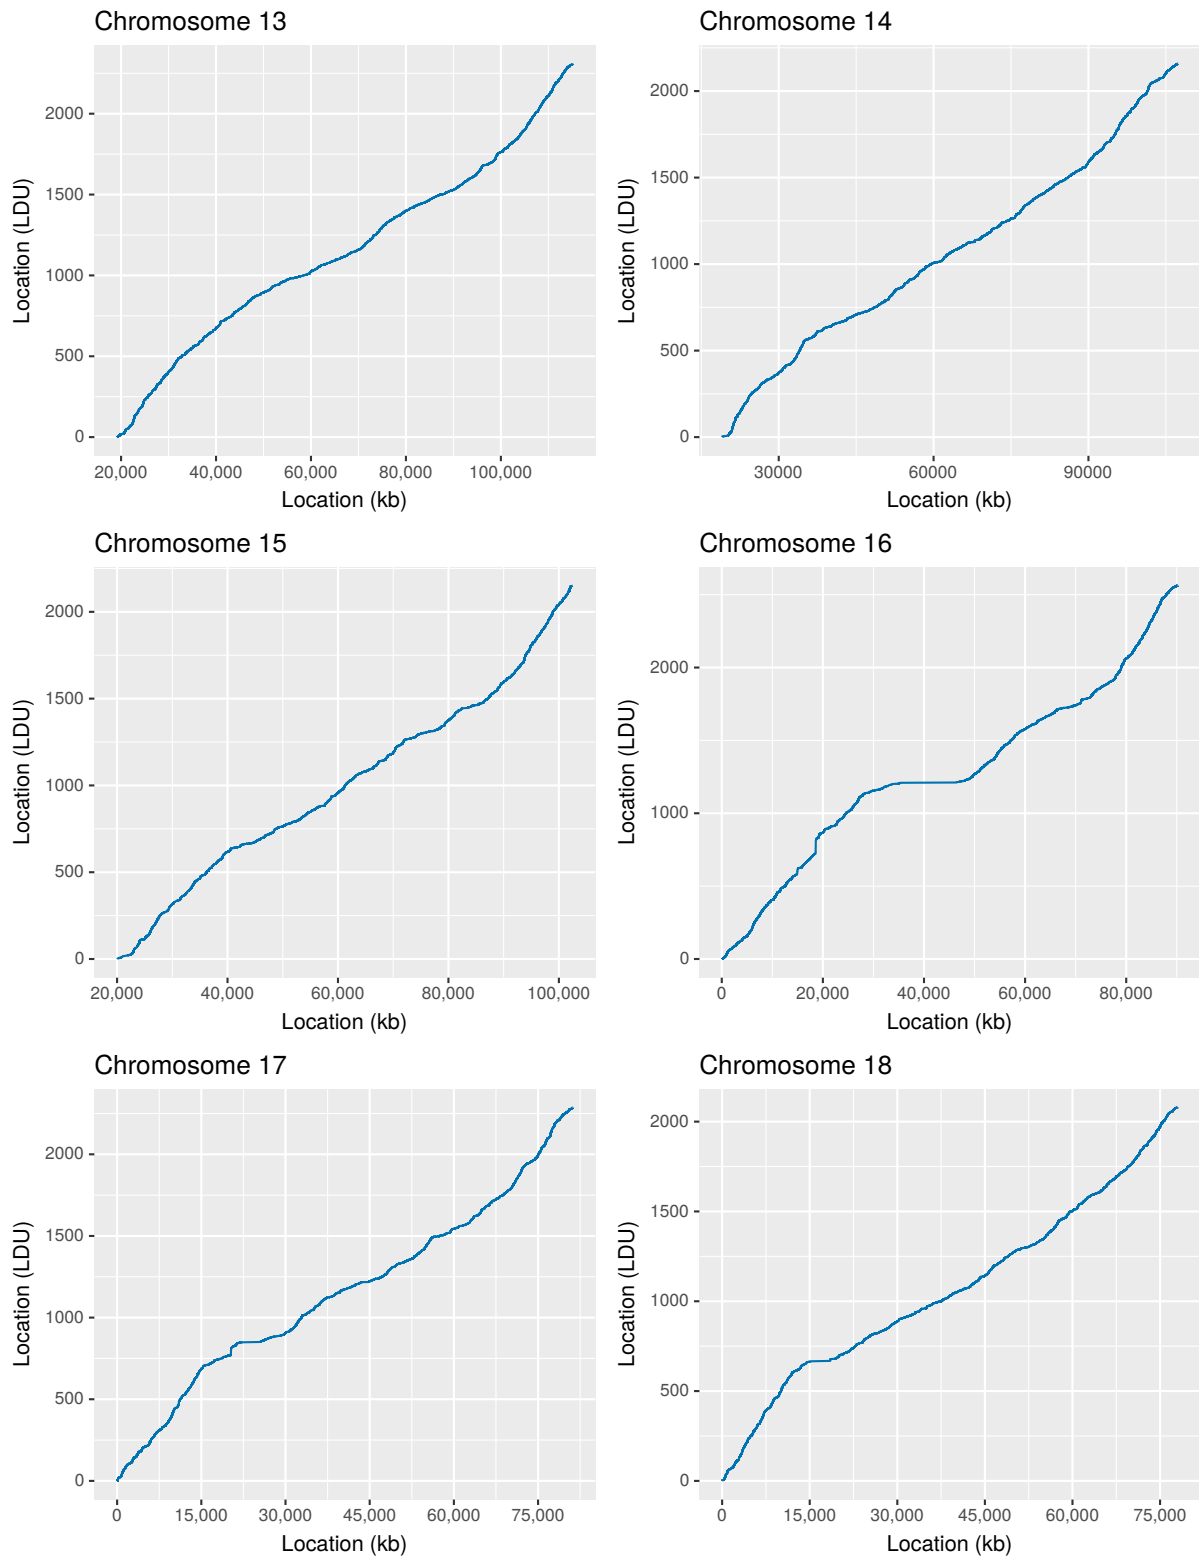 Chromosome 13
Location (LDU)
2000
1500
1000
500
0
20,000 40,000 60,000 80,000 100,000
Location (kb)
Chromosome 14
Location (LDU)
2000
1500
1000
500
0
30000 60000 90000
Location (kb)
Chromosome 15
Location (LDU)
2000
1500
1000
500
0
20,000 40,000 60,000 80,000 100,000
Location (kb)
Chromosome 16
Location (LDU)
2000
1000
0
0 20,000 40,000 60,000 80,000
Location (kb)
Chromosome 17
Location (LDU)
2000
1500
1000
500
0
0 15,000 30,000 45,000 60,000 75,000
Location (kb)
Chromosome 18
Location (LDU)
2000
1500
1000
500
0
0 15,000 30,000 45,000 60,000 75,000
Location (kb)